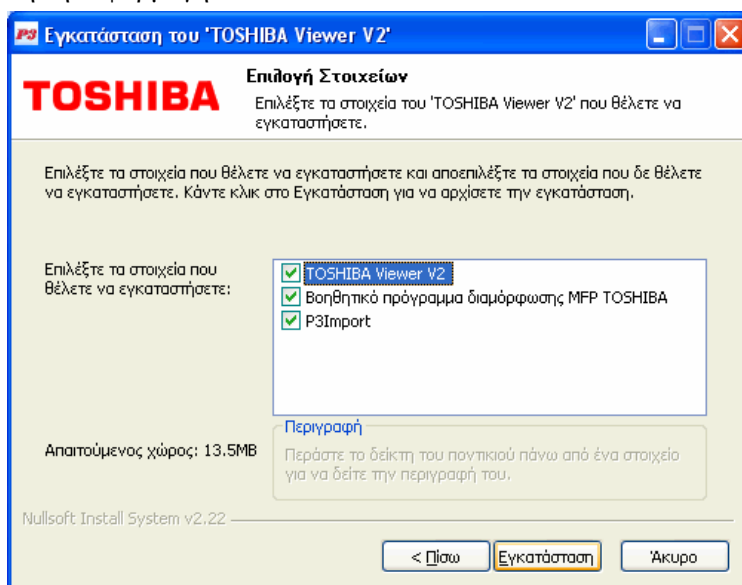 P3 Εγκατάσταση του 'TOSHIBA Viewer V2'
TOSHIBA
Επιλογή Στοιχείων
Επιλέξτε τα στοιχεία του 'TOSHIBA Viewer V2' που θέλετε να
εγκαταστήσετε.
Επιλέξτε τα στοιχεία που θέλετε να εγκαταστήσετε και αποεπιλέξτε τα στοιχεία που δε θέλετε
να εγκαταστήσετε. Κάντε κλικ στο Εγκατάσταση για να αρχίσετε την εγκατάσταση.
Επιλέξτε τα στοιχεία που
θέλετε να εγκαταστήσετε:
TOSHIBA Viewer V2
Βοηθητικό πρόγραμμα διαμόρφωσης MFP TOSHIBA
P3Import
Απαιτούμενος χώρος: 13.5MB
Περιγραφή
Περάστε το δείκτη του ποντικιού πάνω από ένα στοιχείο
για να δείτε την περιγραφή του.
Nullsoft Install System v2.22
< Πίσω
Εγκατάσταση
Άκυρο